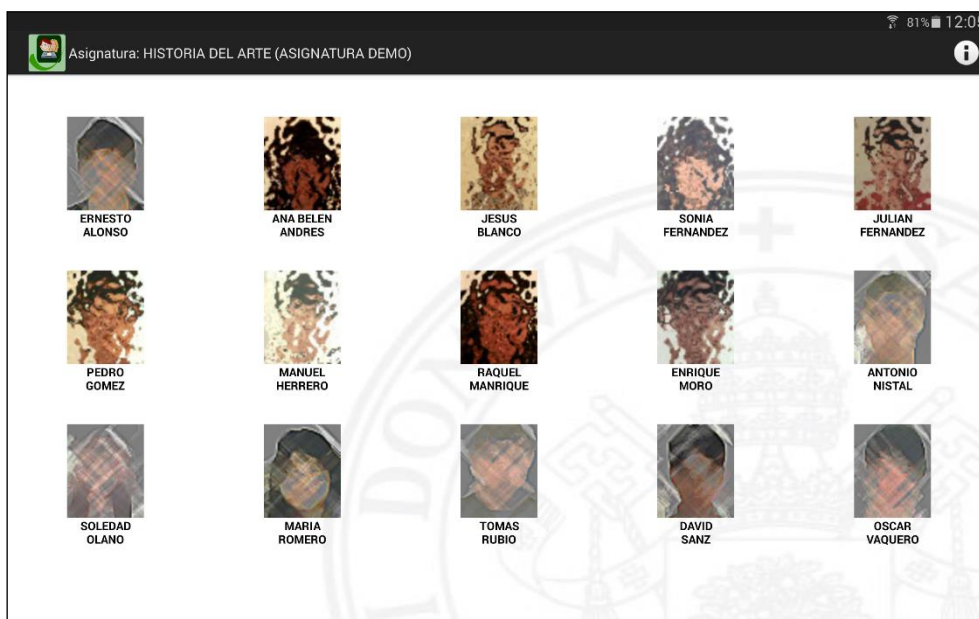 81% 12:05
Asignatura: HISTORIA DEL ARTE (ASIGNATURA DEMO)
ERNESTO
ALONSO
ANA BELEN
ANDRES
JESUS
BLANCO
SONIA
FERNANDEZ
JULIAN
FERNANDEZ
PEDRO
GOMEZ
MANUEL
HERRERO
RAQUEL
MANRIQUE
ENRIQUE
MORO
ANTONIO
NISTAL
SOLEDAD
OLANO
MARIA
ROMERO
TOMAS
RUBIO
DAVID
SANZ
OSCAR
VAQUERO